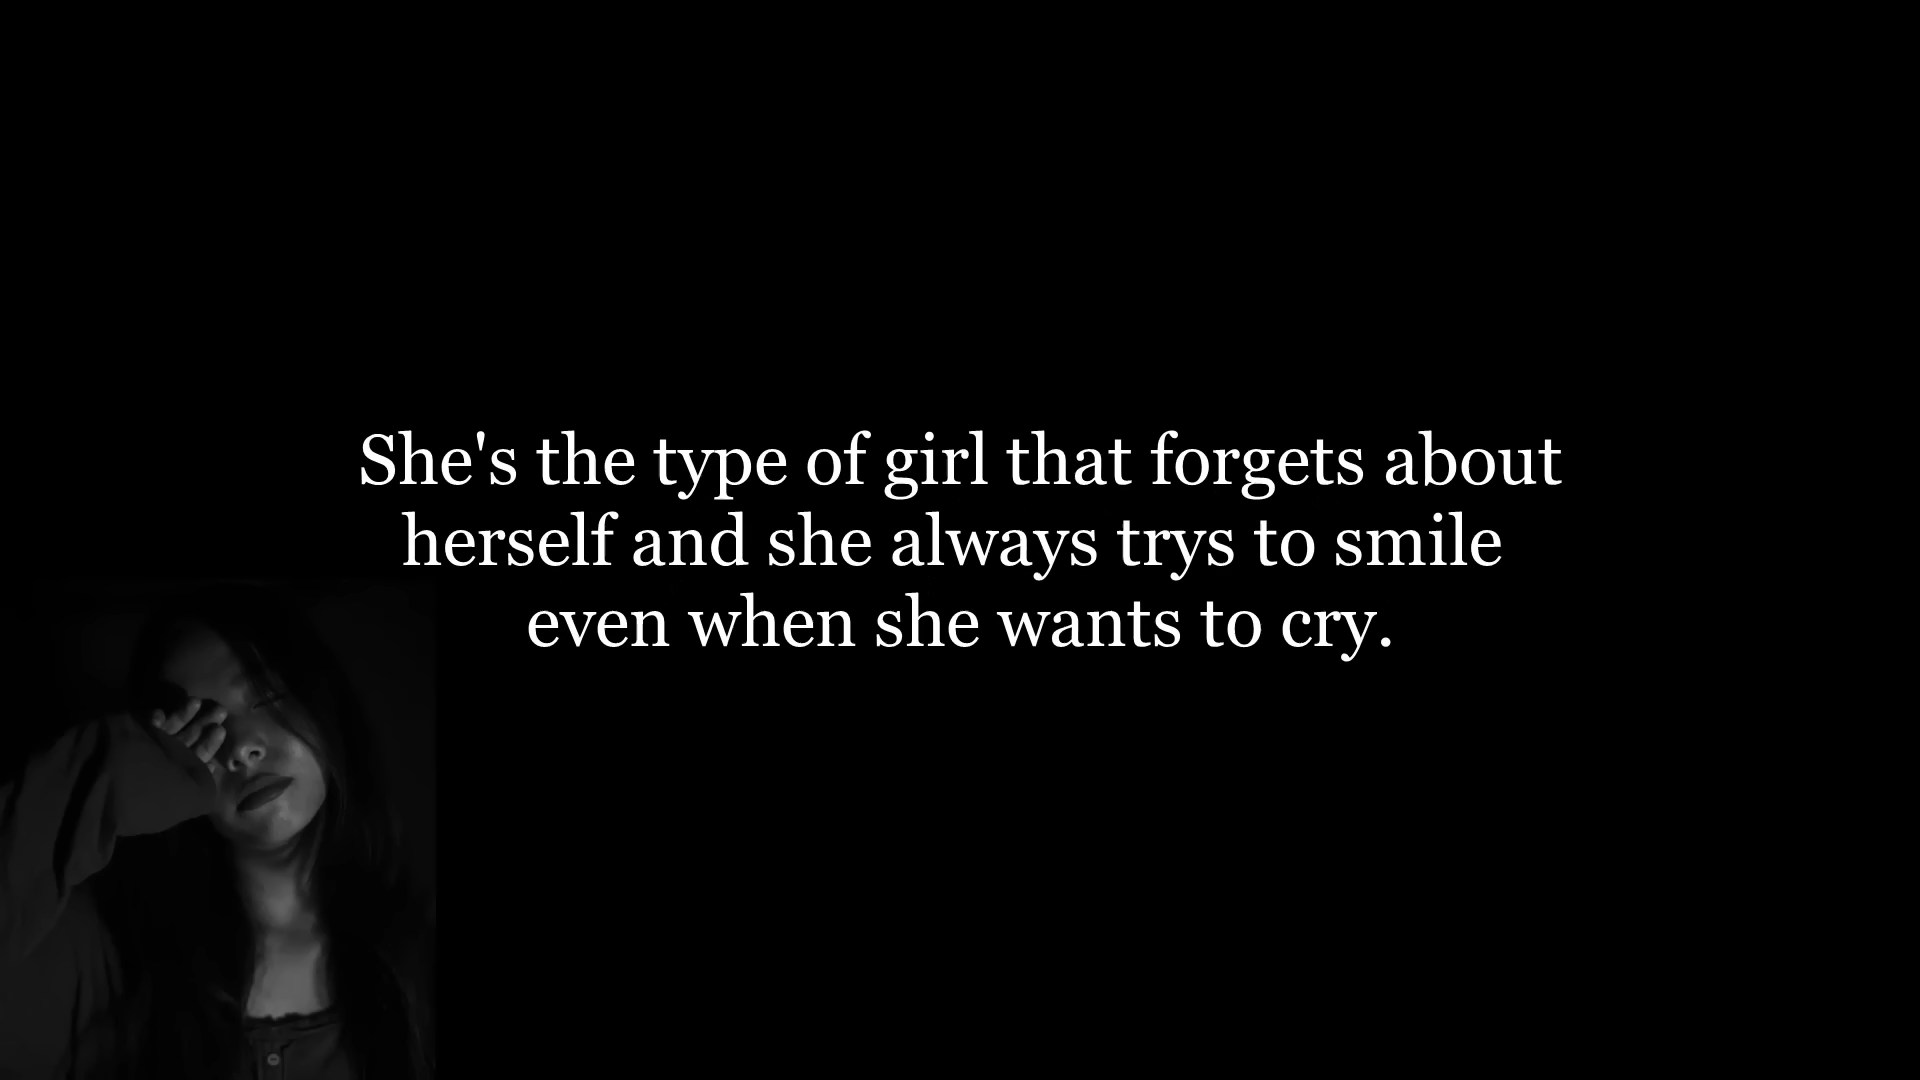 She's the type of girl that forgets about
herself and she always trys to smile
even when she wants to cry.